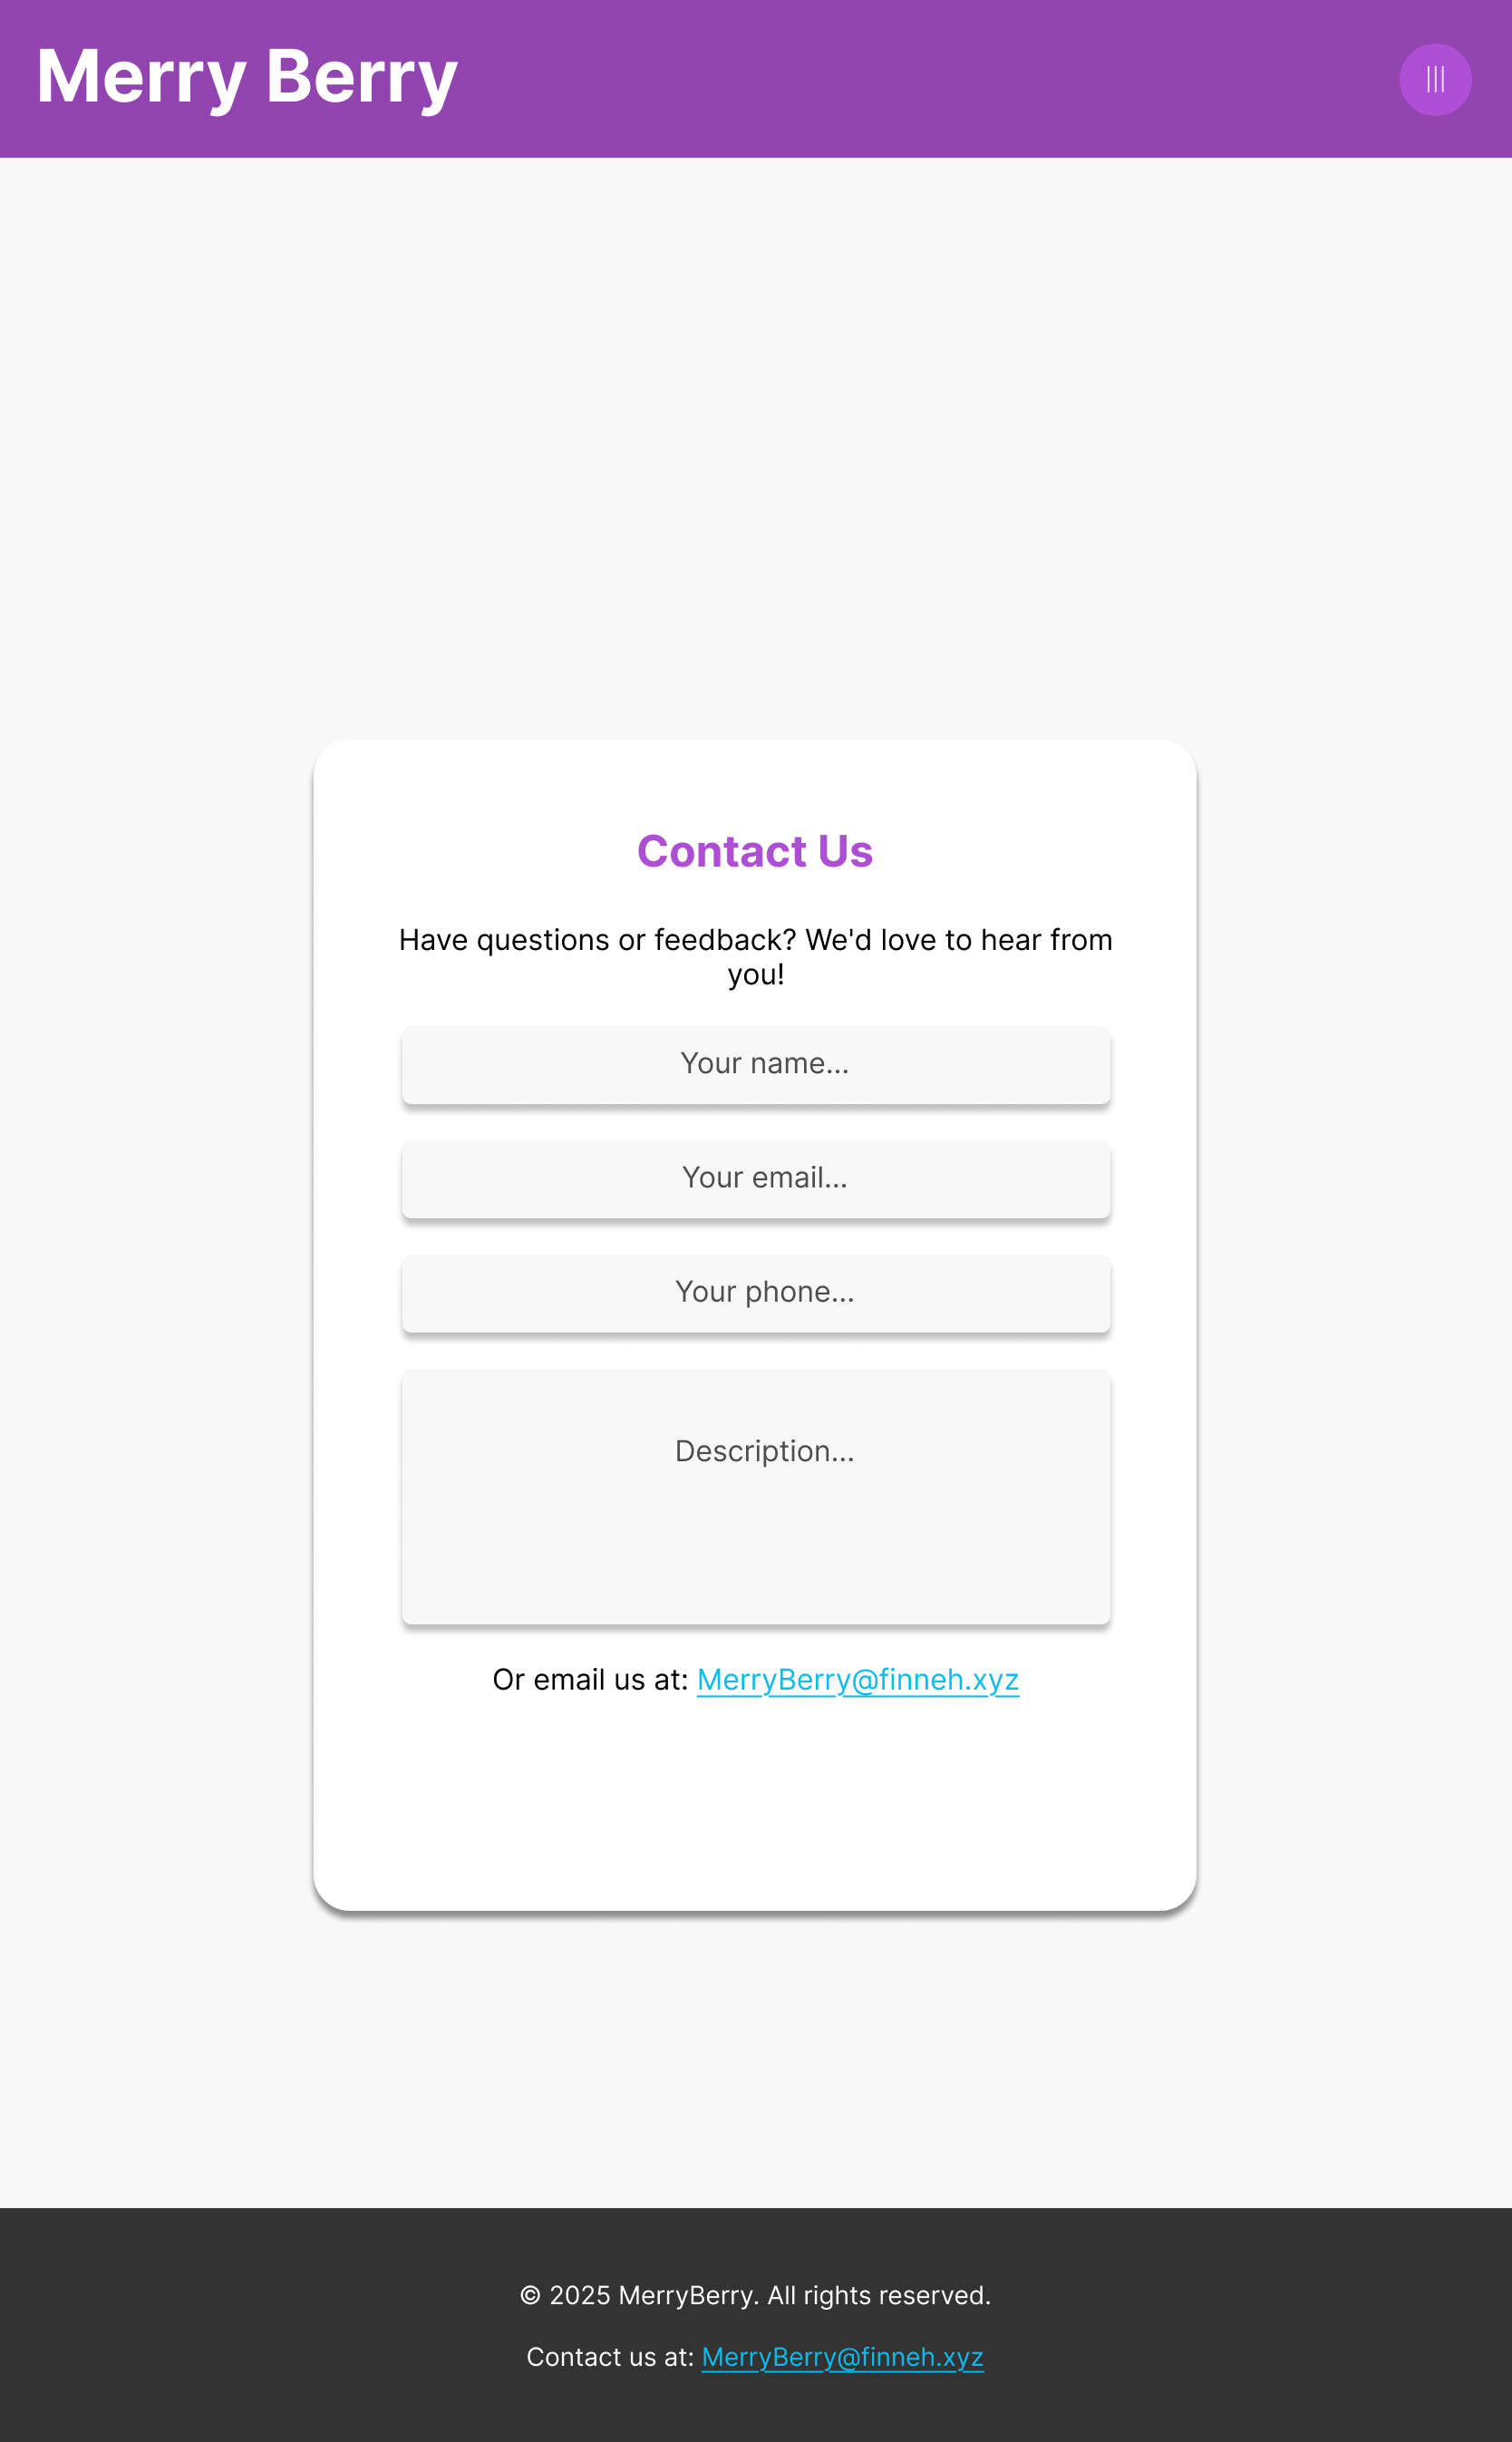 Merry Berry
Contact Us
Have questions or feedback? We'd love to hear from
you!
Your name...
Your email...
Your phone...
Description...
Or email us at: MerryBerry@finneh.xyz
© 2025 MerryBerry. All rights reserved.
Contact us at: MerryBerry@finneh.xyz